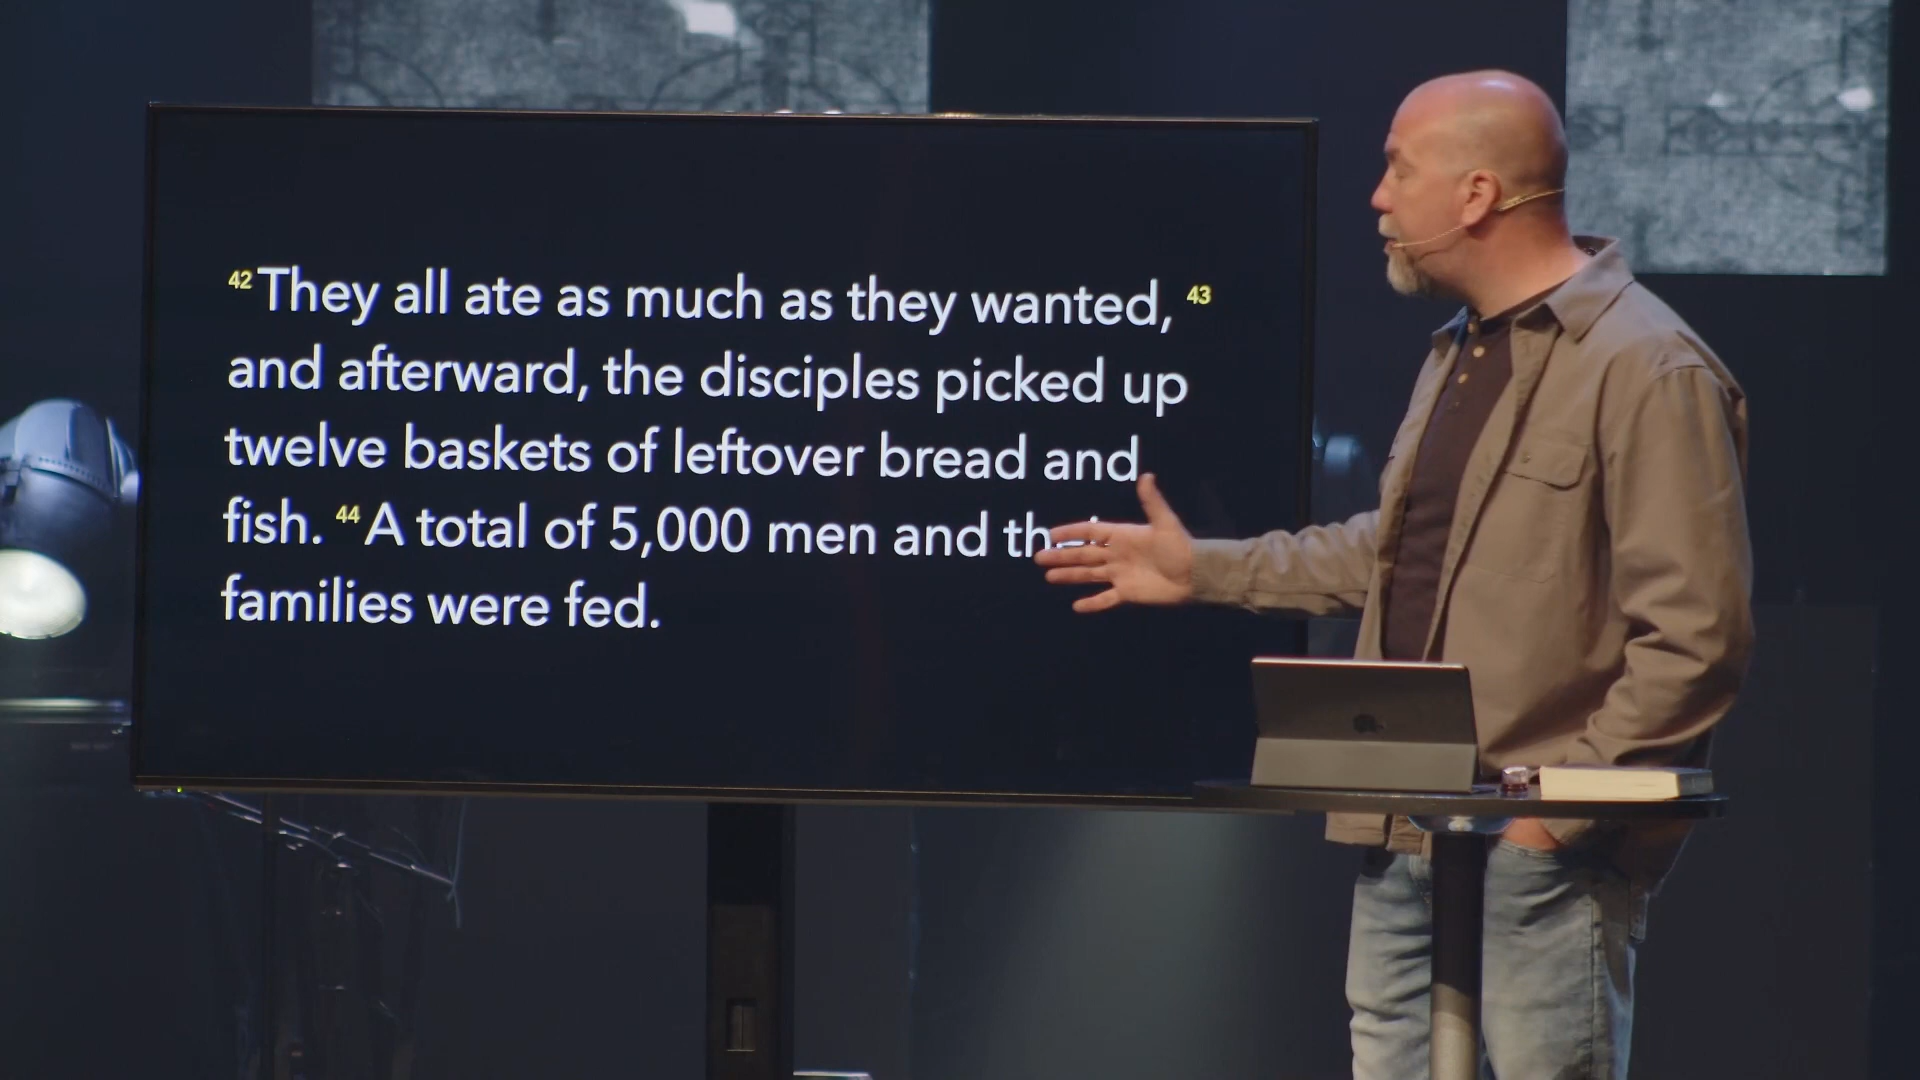 42 They all ate as much as they wanted, 43
and afterward, the disciples picked up
twelve baskets of leftover bread and
fish. 44 A total of 5,000 men and
families were fed.